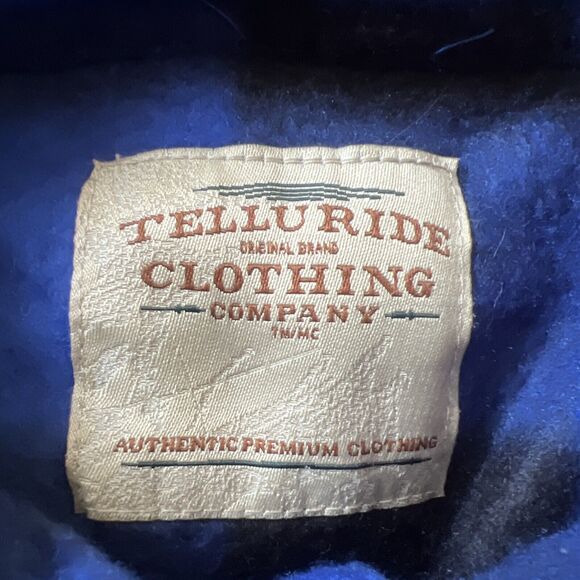 TELLURIDE
ORIGINAL BRAND
CLOTHING
COMPANY
TM/MC
AUTHENTIC PREMIUM CLOTHING